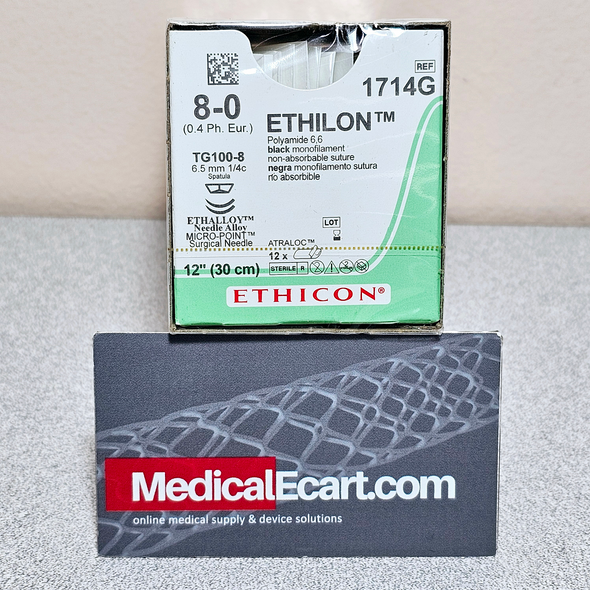 REF
1714G
8-0
(0.4 Ph. Eur.)
ETHILON™
Polyamide 6,6
black monofilament
non-absorbable suture
negra monofilamento sutura
no absorbible
TG100-8
6.5 mm 1/4c
Spatula
ETHALLOY™
Needle Alloy
MICRO-POINT™
Surgical Needle
LOT
ATRALOC™
12 x
12" (30 cm)
STERILE R
ETHICON®
MedicalEcart.com
online medical supply & device solutions